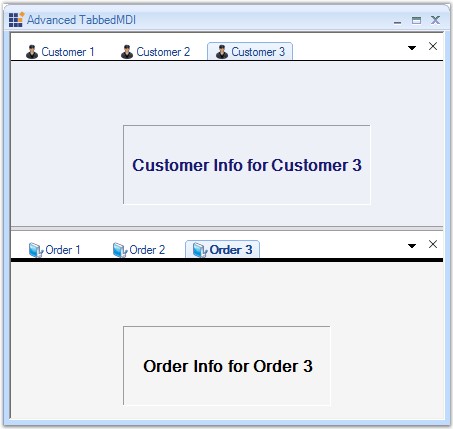 Advanced TabbedMDI
Customer 1 Customer 2 Customer 3
Customer Info for Customer 3
Order 1 Order 2 Order 3
Order Info for Order 3